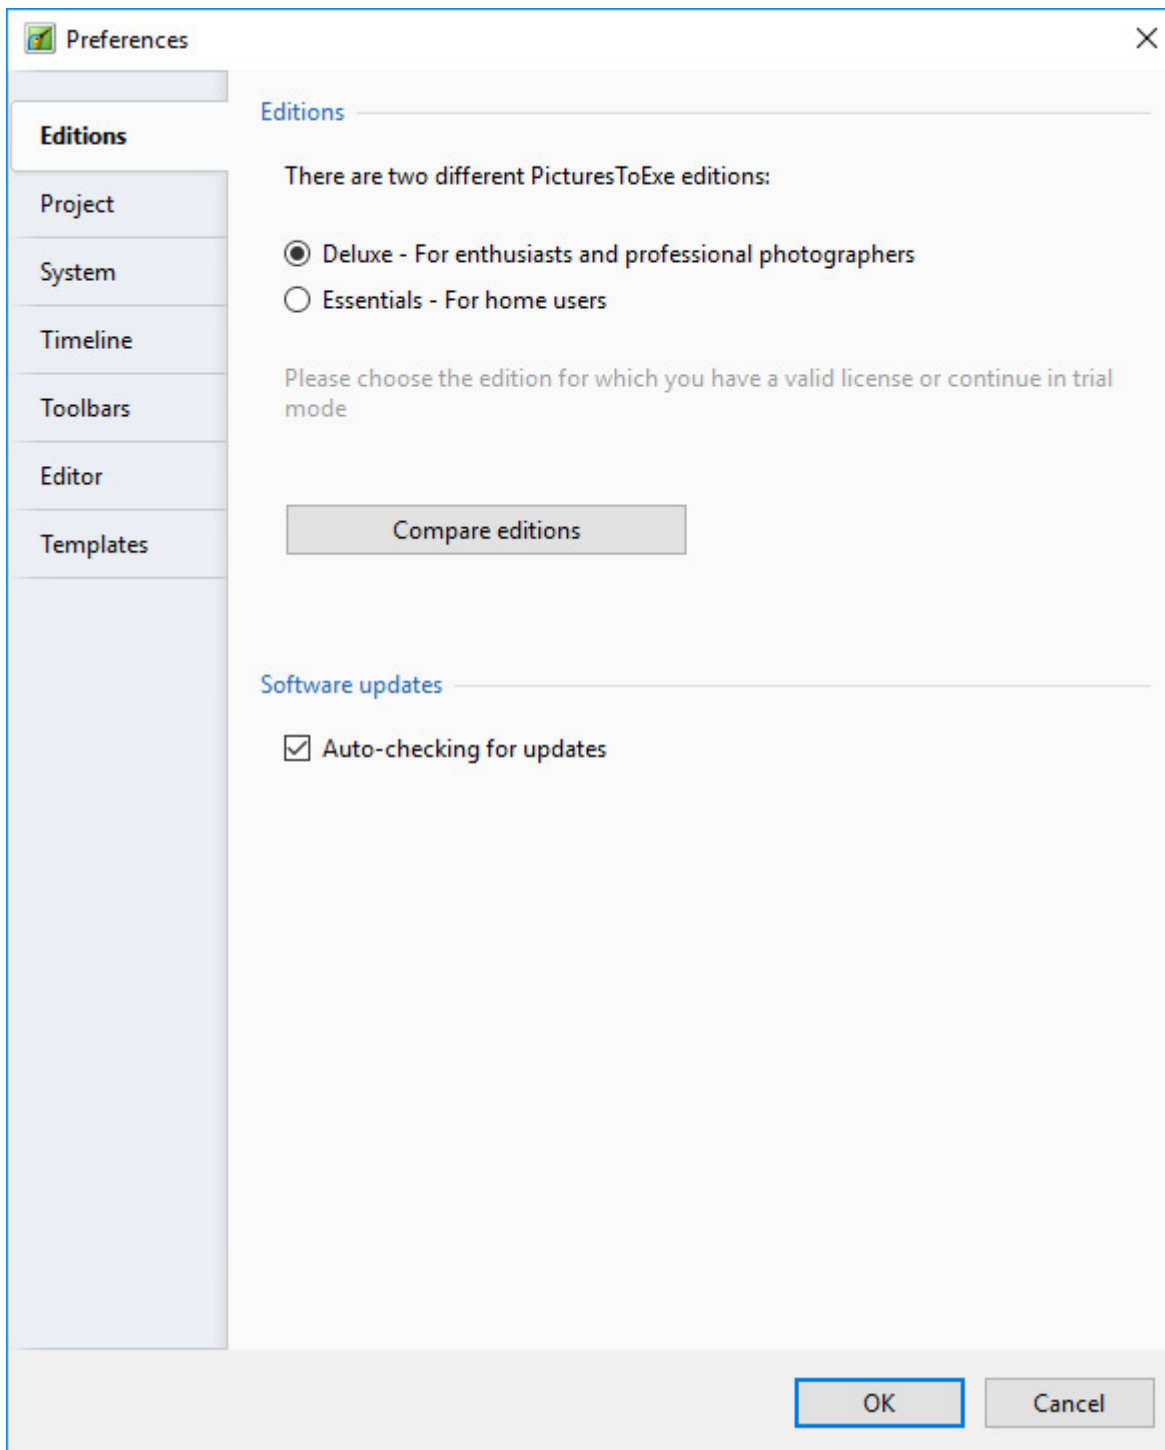 Preferences
Editions
Project
System
Timeline
Toolbars
Editor
Templates
Editions
There are two different PicturesToExe editions:
Deluxe - For enthusiasts and professional photographers
Essentials - For home users
Please choose the edition for which you have a valid license or continue in trial
mode
Compare editions
Software updates
Auto-checking for updates
OK
Cancel